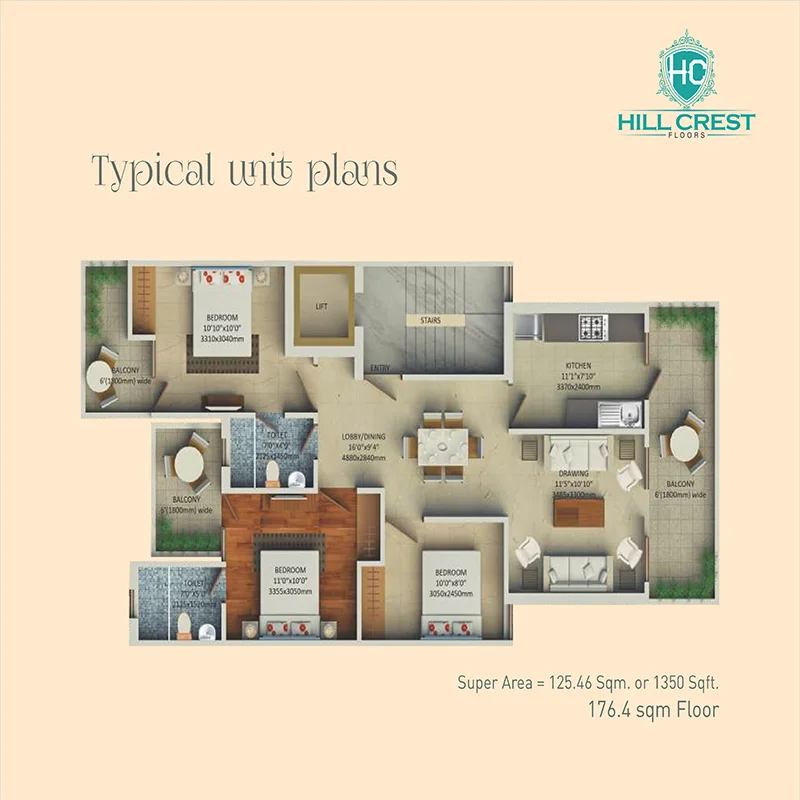 HC
HILL CREST
FLOORS
Typical unit plans
BEDROOM
10'10"x10'0"
3310x3040mm
LIFT
STAIRS
ENTRY
BALCONY
6'(1800mm) wide
KITCHEN
11'1"x7'10"
3370x2400mm
TOILET
7'0"x4'9"
2125x1450mm
LOBBY/DINING
16'0"x9'4"
4880x2840mm
DRAWING
11'5"x10'10"
3485x3300mm
BALCONY
6'(1800mm) wide
BALCONY
6'(1800mm) wide
BEDROOM
11'0"x10'0"
3355x3050mm
BEDROOM
10'0"x8'0"
3050x2450mm
TOILET
7'0"x5'0"
2125x1520mm
Super Area = 125.46 Sqm. or 1350 Sqft.
176.4 sqm Floor